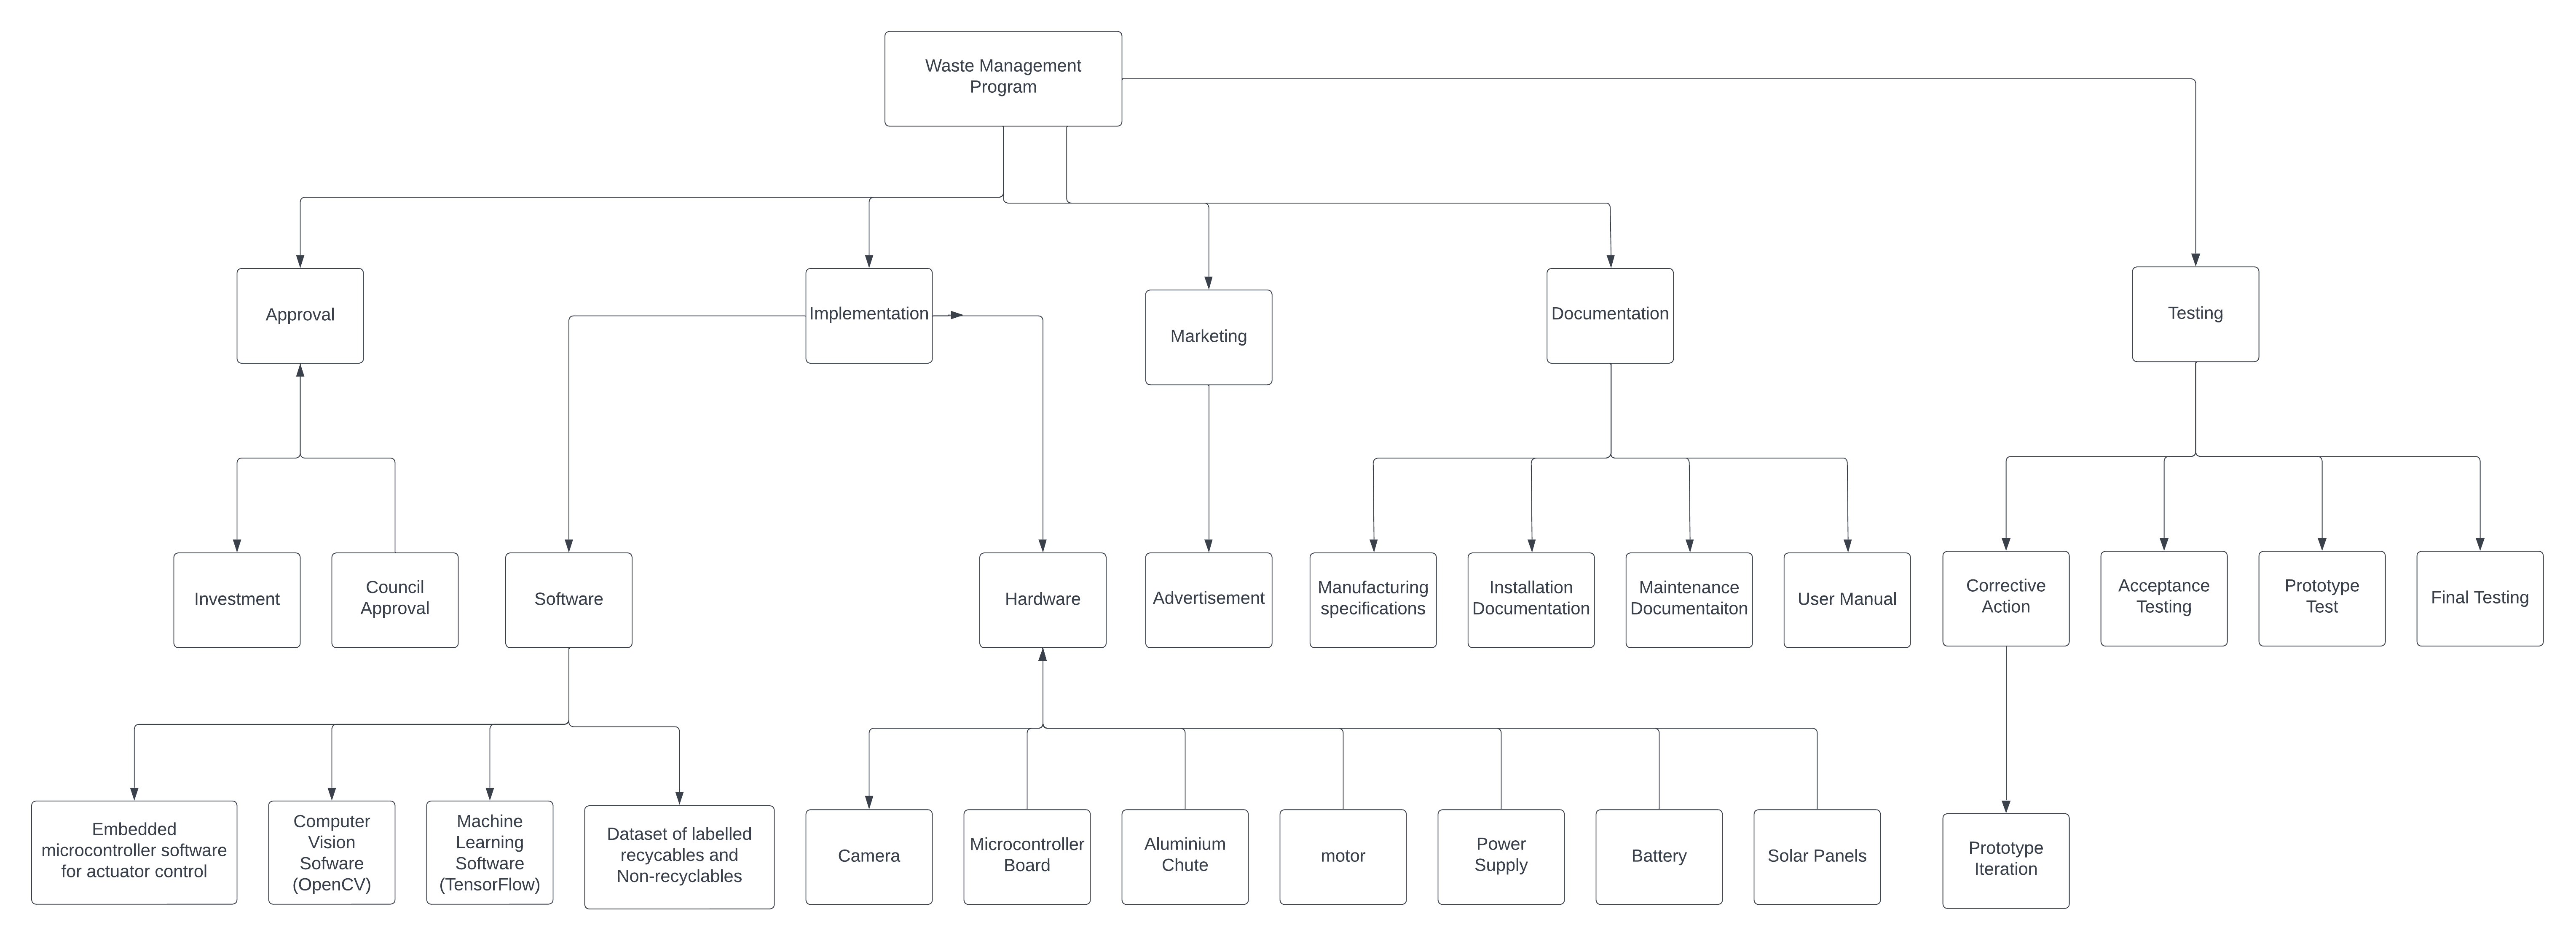 Waste Management
Program
Approval
Implementation
Marketing
Documentation
Testing
Investment
Council
Approval
Software
Hardware
Advertisement
Manufacturing
specifications
Installation
Documentation
Maintenance
Documentaiton
User Manual
Corrective
Action
Acceptance
Testing
Prototype
Test
Final Testing
Embedded
microcontroller software
for actuator control
Computer
Vision
Sofware
(OpenCV)
Machine
Learning
Software
(TensorFlow)
Dataset of labelled
recycables and
Non-recyclables
Camera
Microcontroller
Board
Aluminium
Chute
motor
Power
Supply
Battery
Solar Panels
Prototype
Iteration